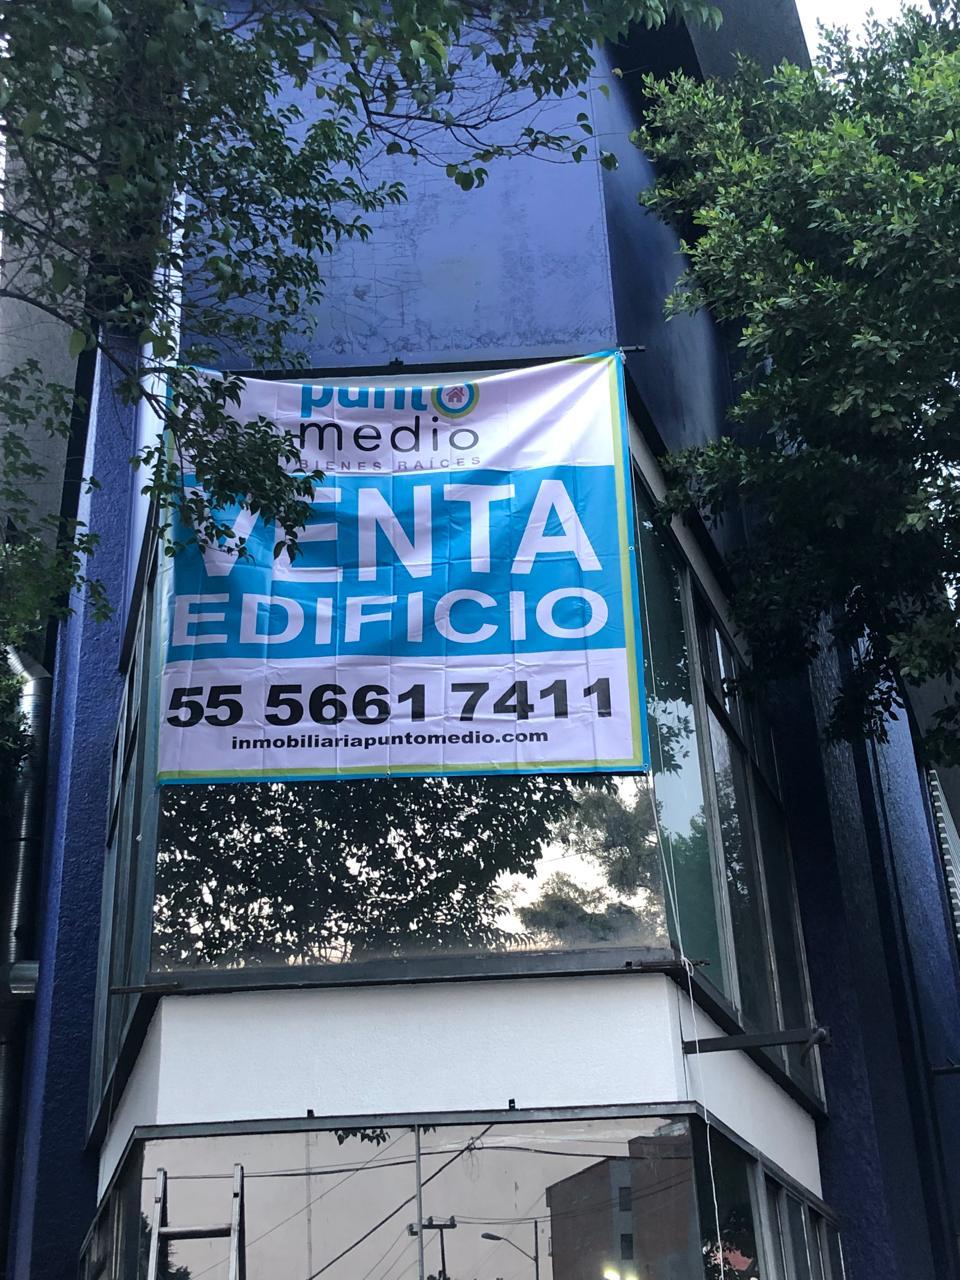 punto
medio
BIENES RAÍCES
VENTA
EDIFICIO
55 5661 7411
inmobiliariapuntomedio.com